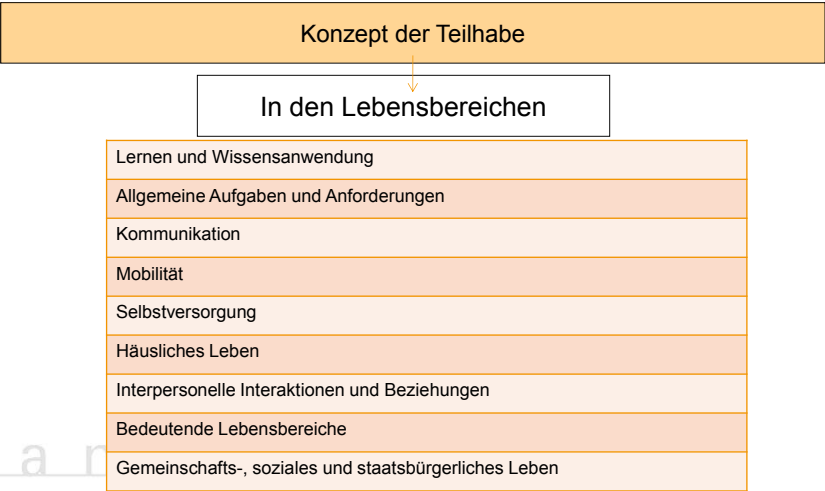 Konzept der Teilhabe
In den Lebensbereichen
Lernen und Wissensanwendung
Allgemeine Aufgaben und Anforderungen
Kommunikation
Mobilität
Selbstversorgung
Häusliches Leben
Interpersonelle Interaktionen und Beziehungen
Bedeutende Lebensbereiche
Gemeinschafts-, soziales und staatsbürgerliches Leben